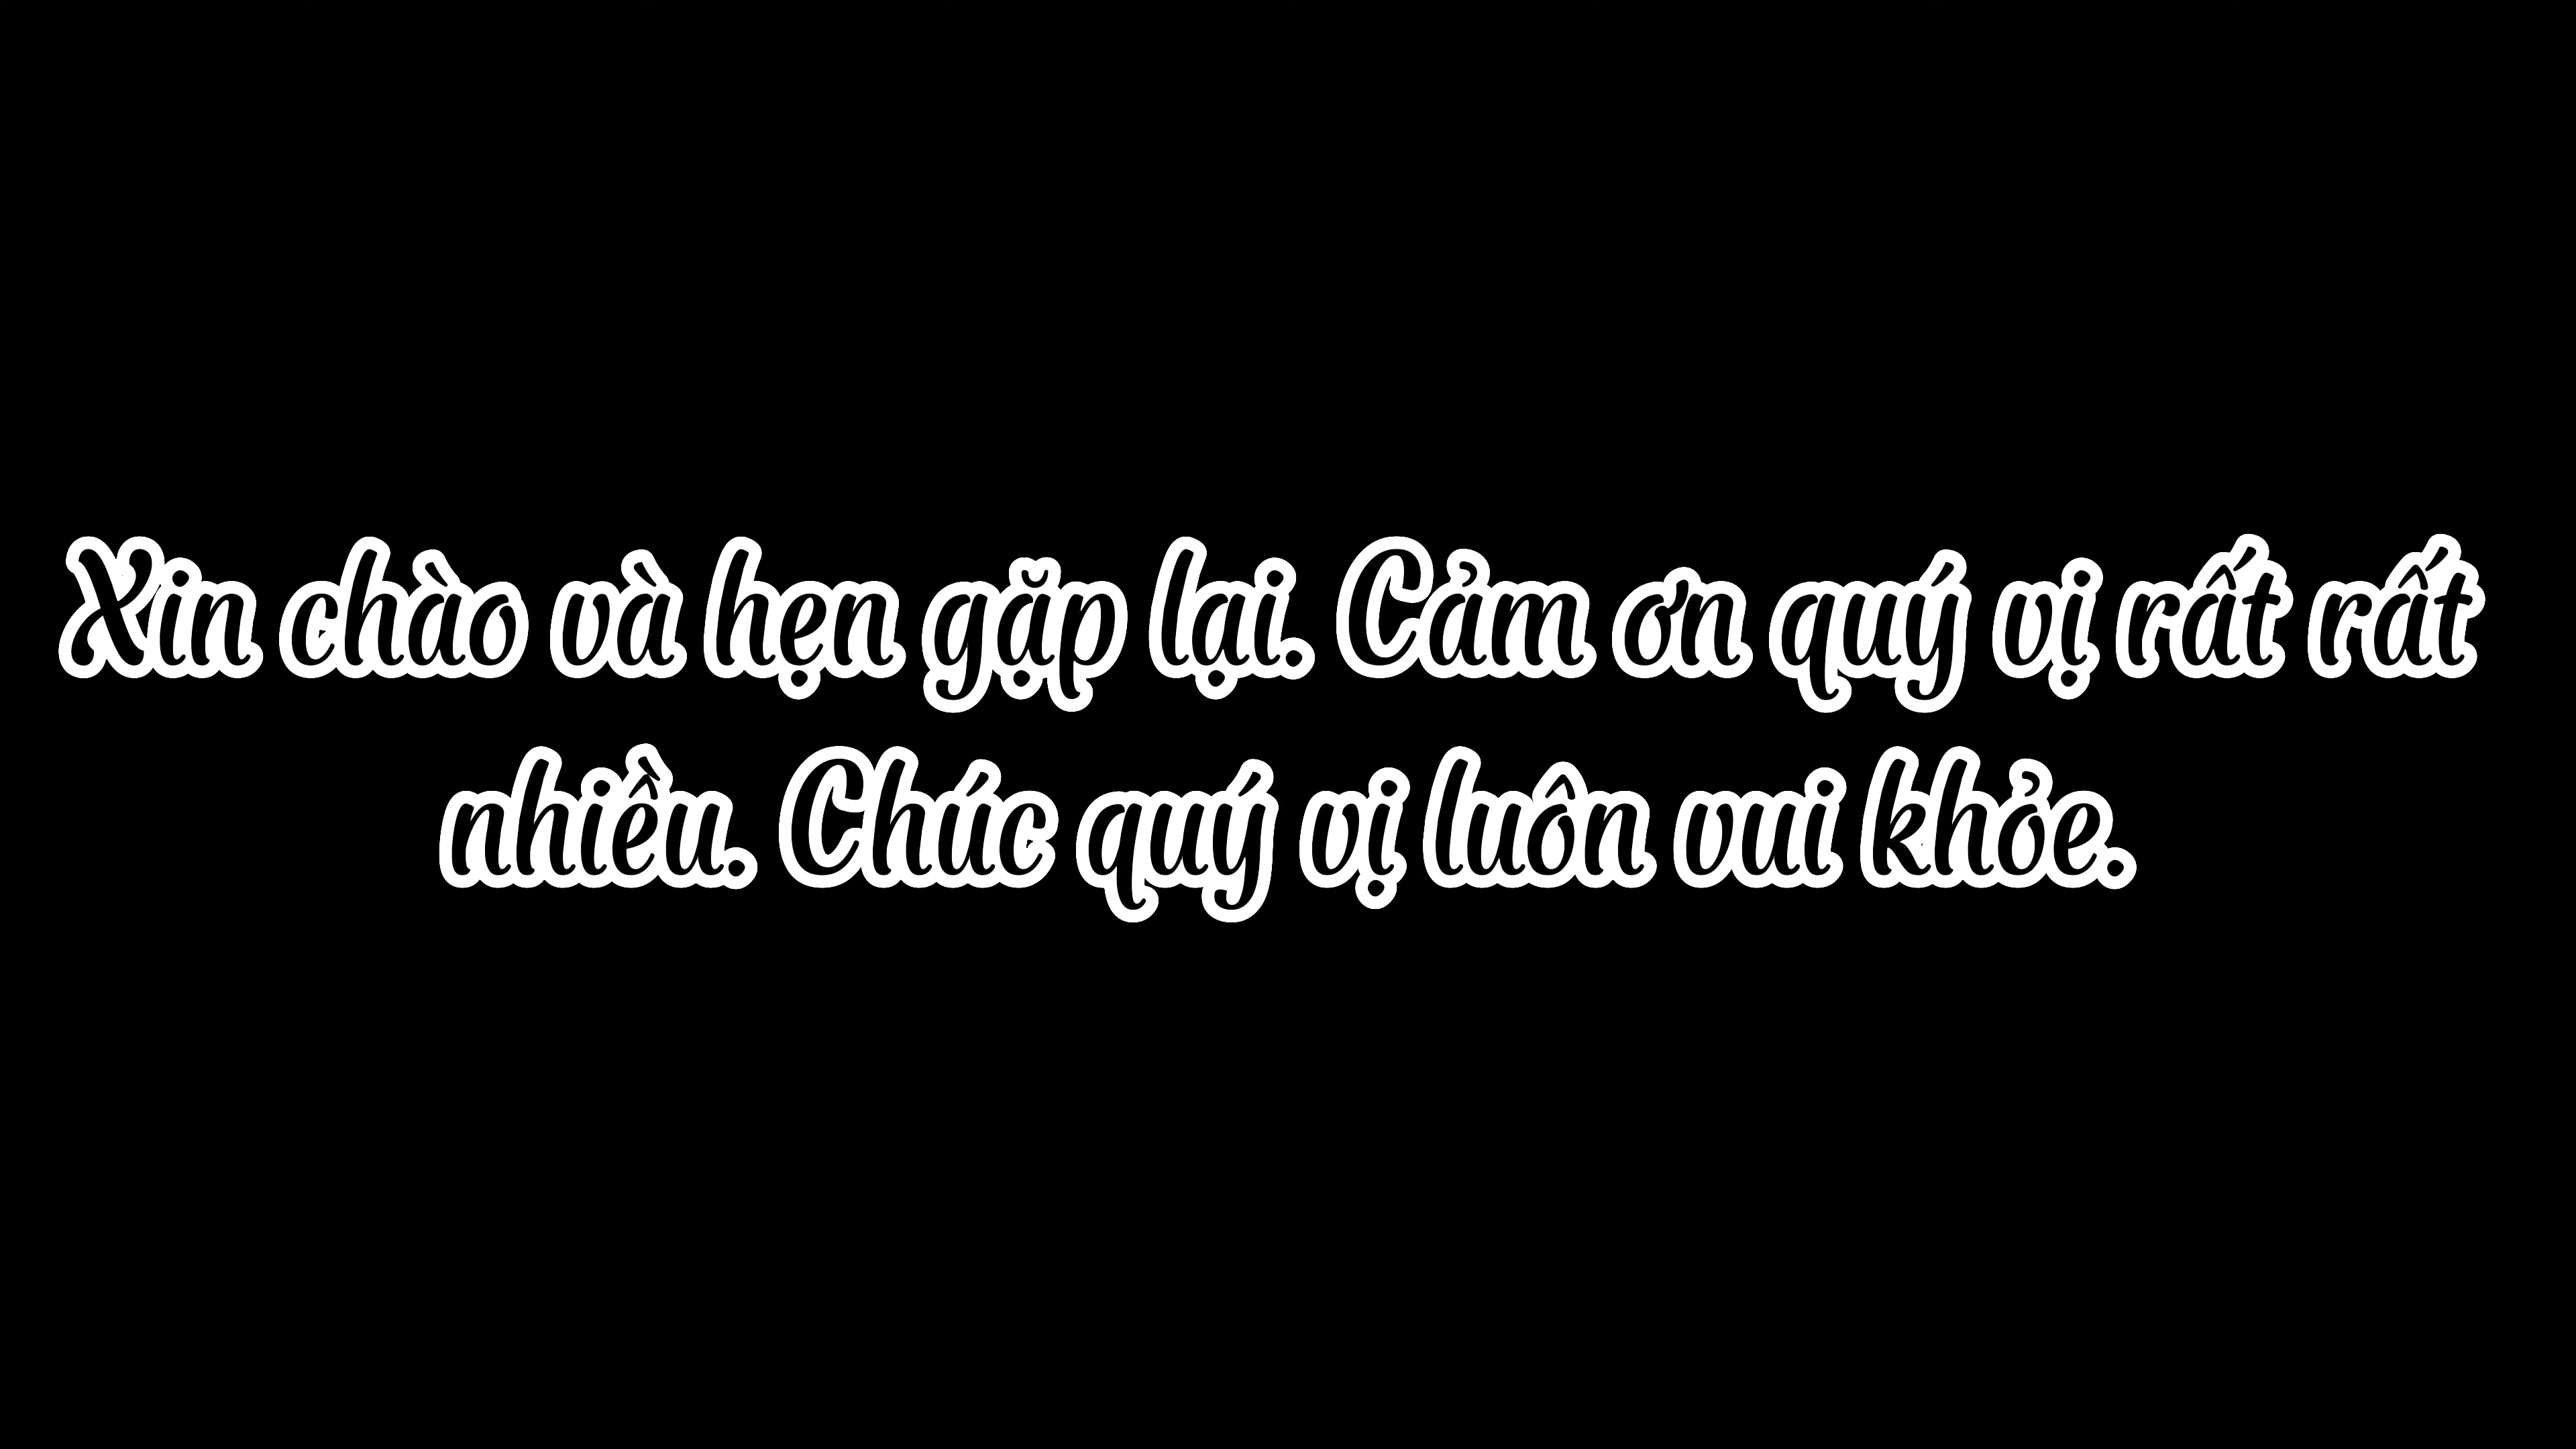 Xin chào và hẹn gặp lại. Cảm ơn quý vị rất rất
nhiều. Chúc quý vị luôn vui khỏe.